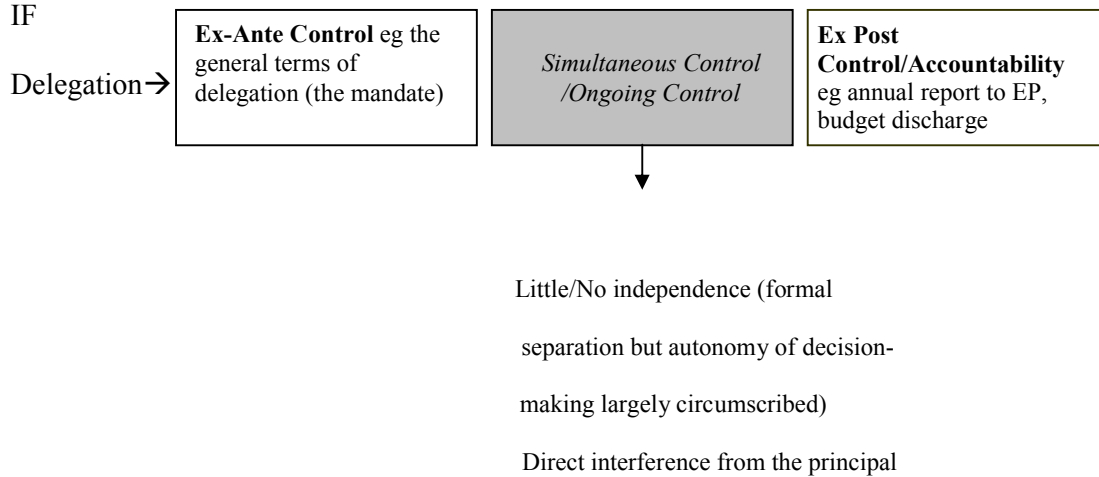 IF
Delegation→
Ex-Ante Control eg the
general terms of
delegation (the mandate)
Simultaneous Control
/Ongoing Control
Ex Post
Control/Accountability
eg annual report to EP,
budget discharge
Little/No independence (formal
separation but autonomy of decision-
making largely circumscribed)
Direct interference from the principal